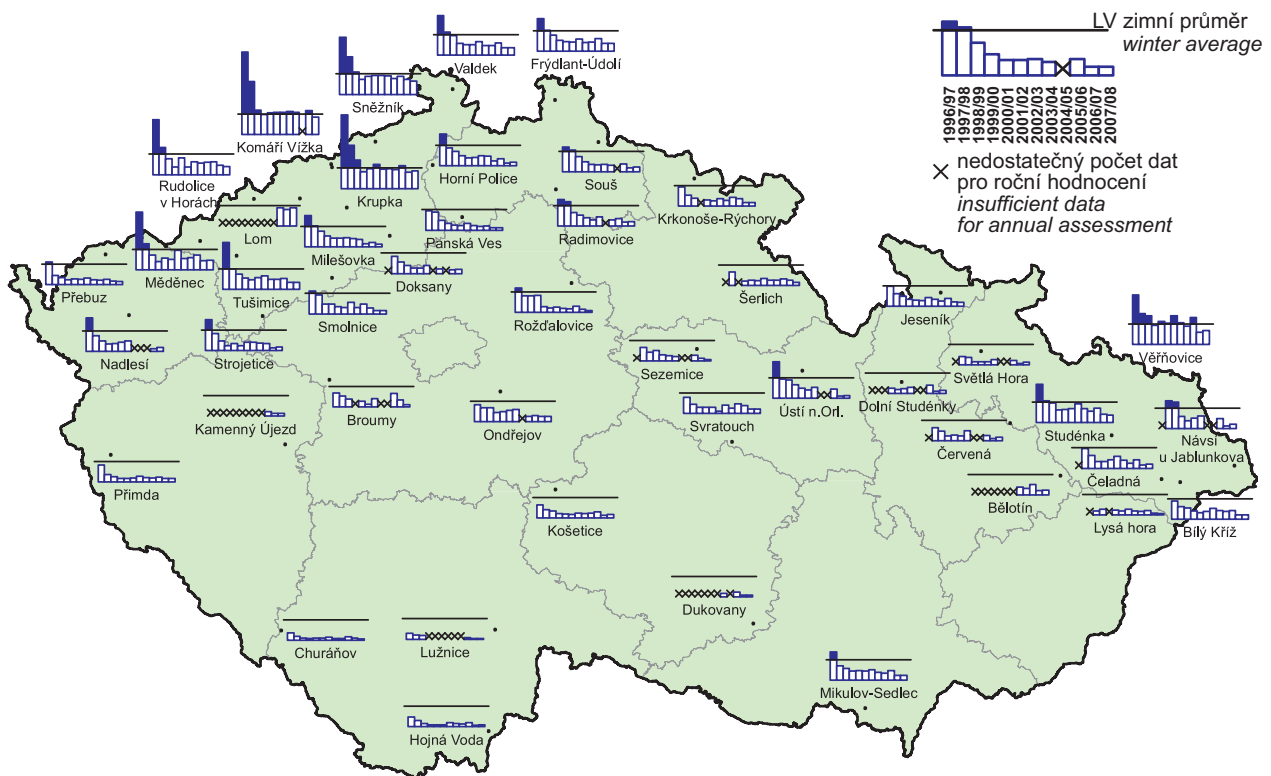 LV zimní průměr
winter average
1996/97
1997/98
1998/99
1999/00
2000/01
2001/02
2002/03
2003/04
2004/05
2005/06
2006/07
2007/08
nedostatečný počet dat
pro roční hodnocení
insufficient data
for annual assessment
Valdek
Frýdlant-Údolí
Sněžník
Komáří Vížka
Rudolice
v Horách
Krupka
Horní Police
Souš
Krkonoše-Rýchory
Lom
Milešovka
Panská Ves
Radimovice
Přebuz
Měděnec
Tušimice
Doksany
Šerlich
Jeseník
Smolnice
Rožďalovice
Nadlesí
Strojetice
Sezemice
Světlá Hora
Věřňovice
Kamenný Újezd
Broumy
Ondřejov
Svratouch
Ústí n.Orl.
Dolní Studénky
Studénka
Návsí
u Jablunkova
Červená
Čeladná
Přimda
Bělotín
Košetice
Lysá hora
Bílý Kříž
Dukovany
Churáňov
Lužnice
Mikulov-Sedlec
Hojná Voda